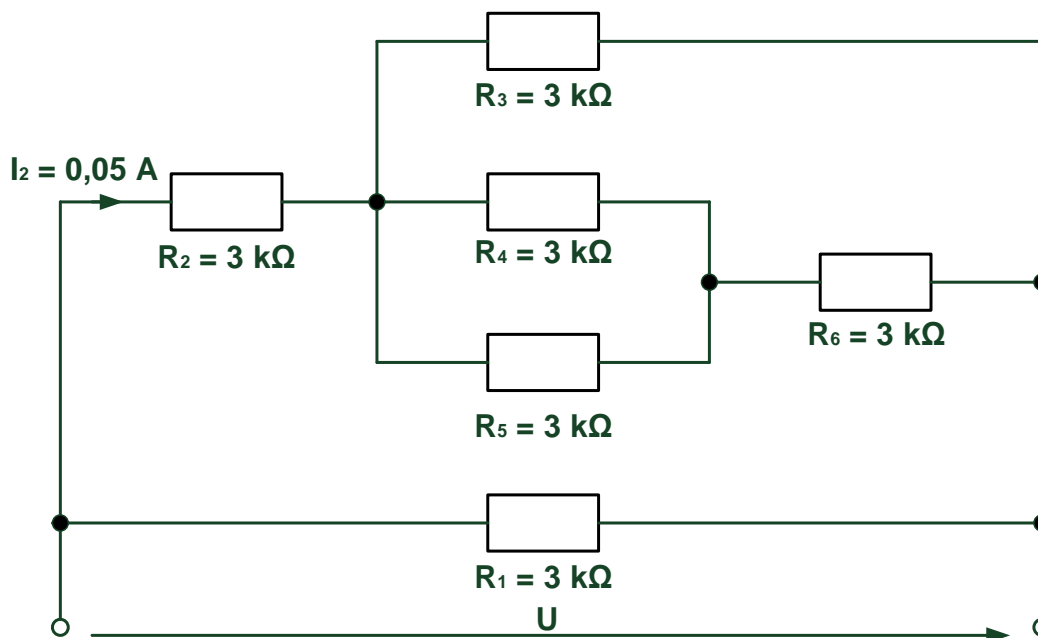 R₃ = 3 kΩ
I₂ = 0,05 A
R₂ = 3 kΩ
R₄ = 3 kΩ
R₆ = 3 kΩ
R₅ = 3 kΩ
R₁ = 3 kΩ
U